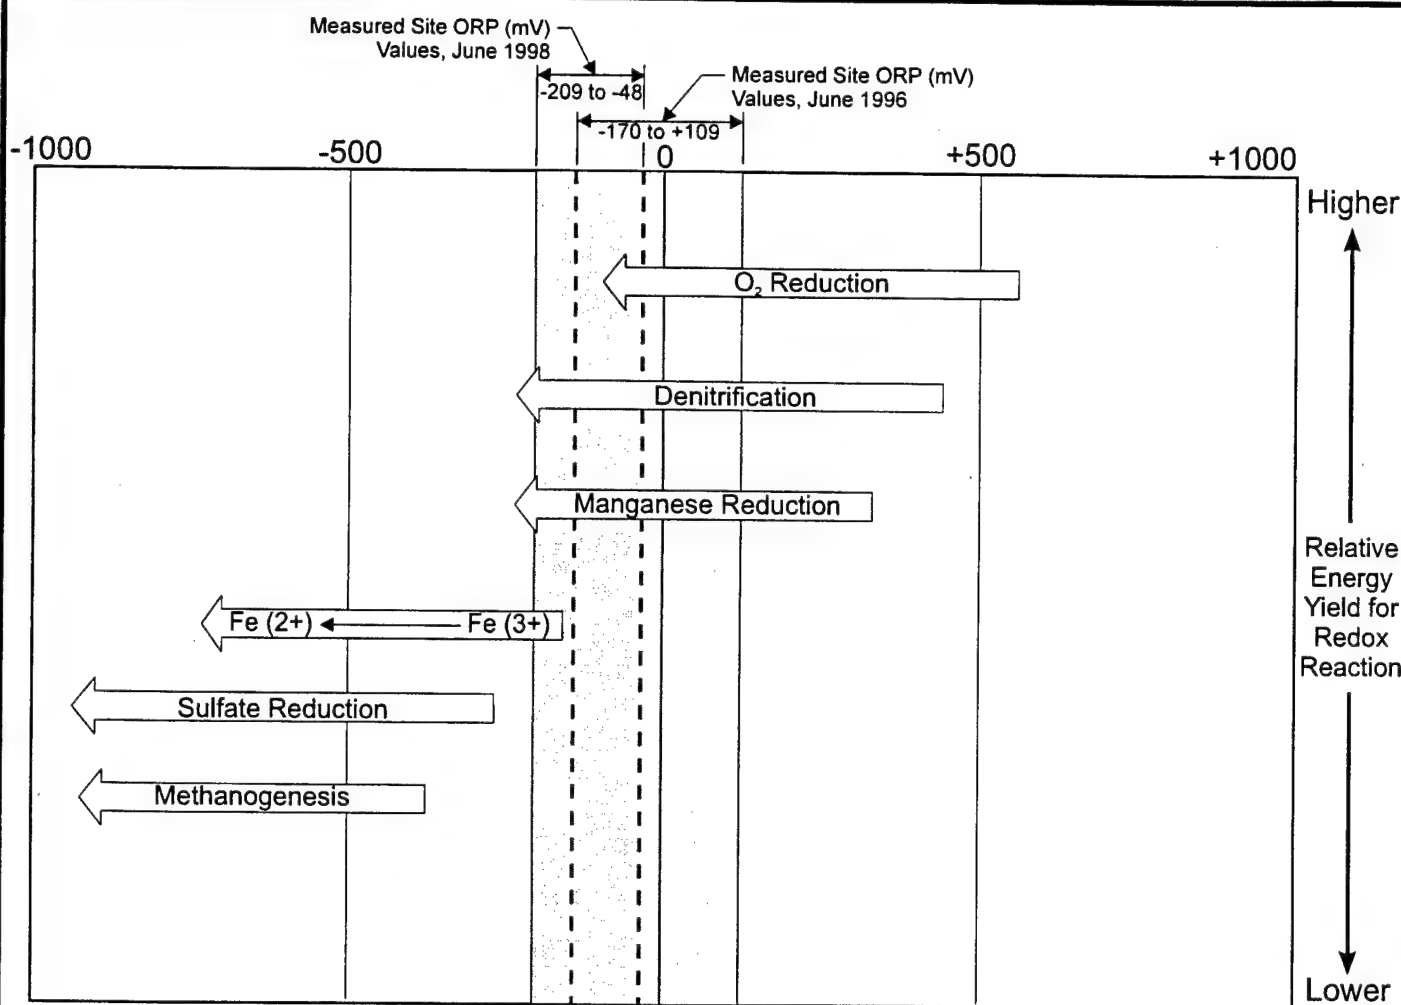 Measured Site ORP (mV)
Values, June 1998
-209 to -48
Measured Site ORP (mV)
Values, June 1996
-170 to +109
-1000
-500
0
+500
+1000
Higher
O₂ Reduction
Denitrification
Manganese Reduction
Relative
Energy
Yield for
Redox
Reaction
Fe (2+)
Fe (3+)
Sulfate Reduction
Methanogenesis
Lower